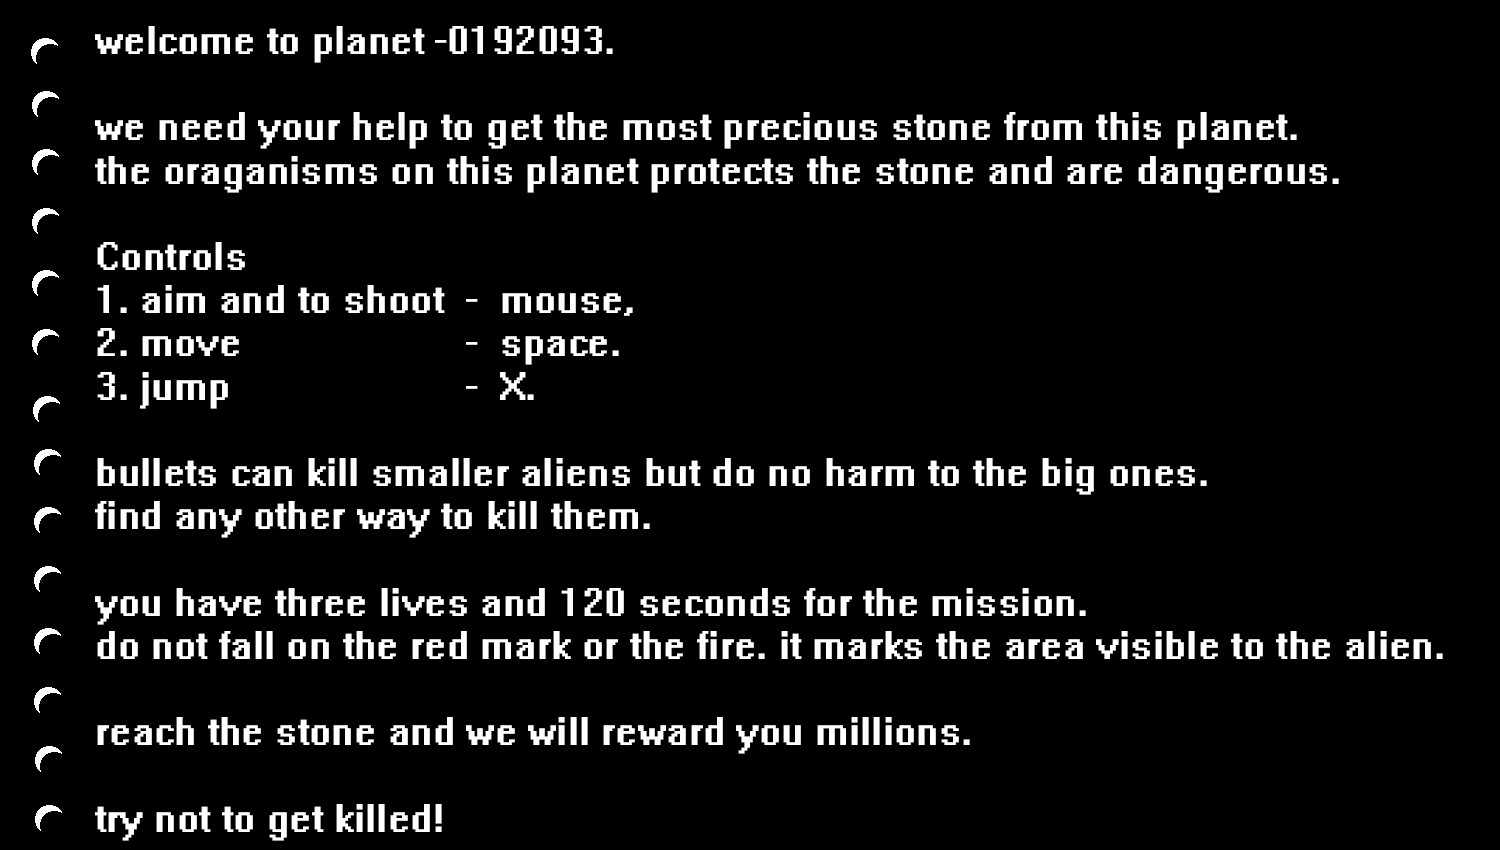 welcome to planet -0192093.
we need your help to get the most precious stone from this planet.
the oraganisms on this planet protects the stone and are dangerous.
Controls
1. aim and to shoot - mouse,
2. move - space.
3. jump - X.
bullets can kill smaller aliens but do no harm to the big ones.
find any other way to kill them.
you have three lives and 120 seconds for the mission.
do not fall on the red mark or the fire. it marks the area visible to the alien.
reach the stone and we will reward you millions.
try not to get killed!